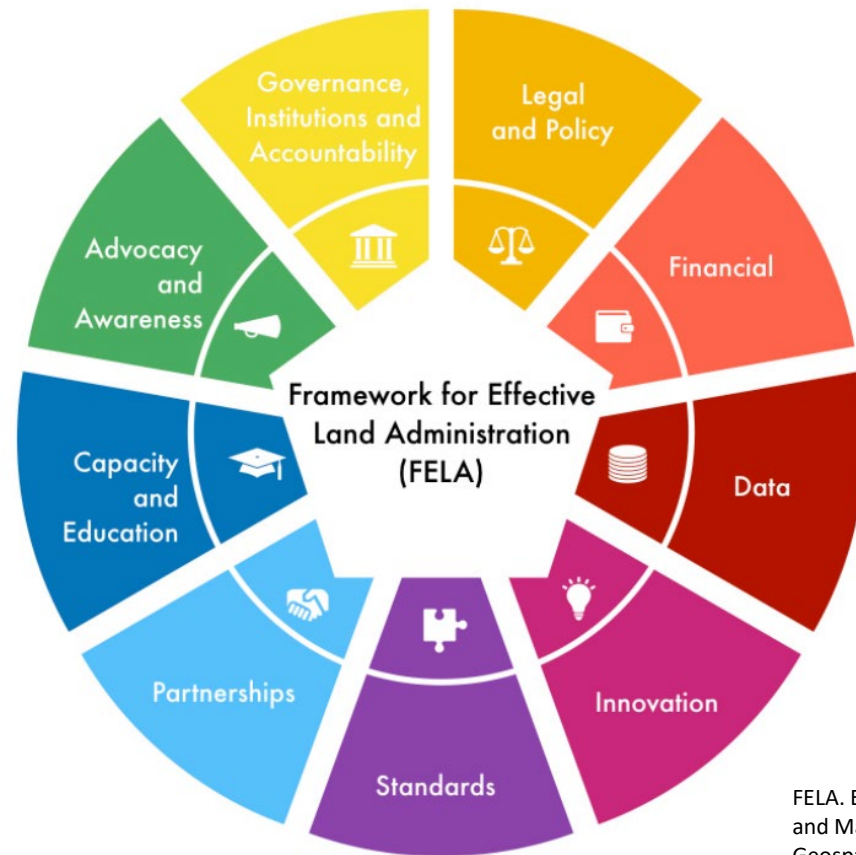 Governance,
Institutions and
Accountability
Legal
and Policy
Financial
Data
Innovation
Standards
Partnerships
Capacity
and
Education
Advocacy
and
Awareness
Framework for Effective
Land Administration
(FELA)
FELA.
and